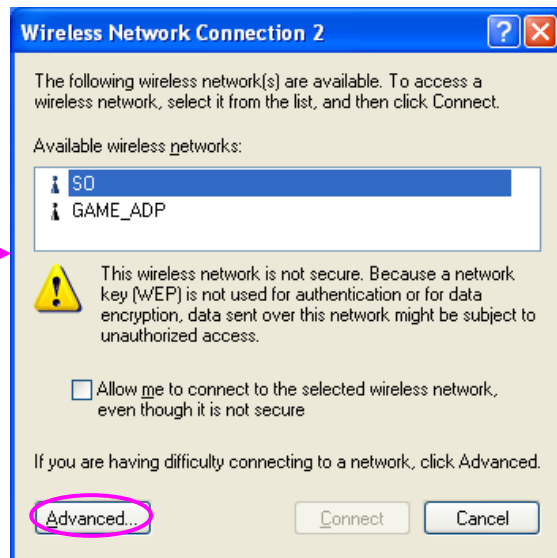 Wireless Network Connection 2
The following wireless network(s) are available. To access a
wireless network, select it from the list, and then click Connect.
Available wireless networks:
SO
GAME_ADP
This wireless network is not secure. Because a network
key (WEP) is not used for authentication or for data
encryption, data sent over this network might be subject to
unauthorized access.
Allow me to connect to the selected wireless network,
even though it is not secure
If you are having difficulty connecting to a network, click Advanced.
Advanced... Connect Cancel